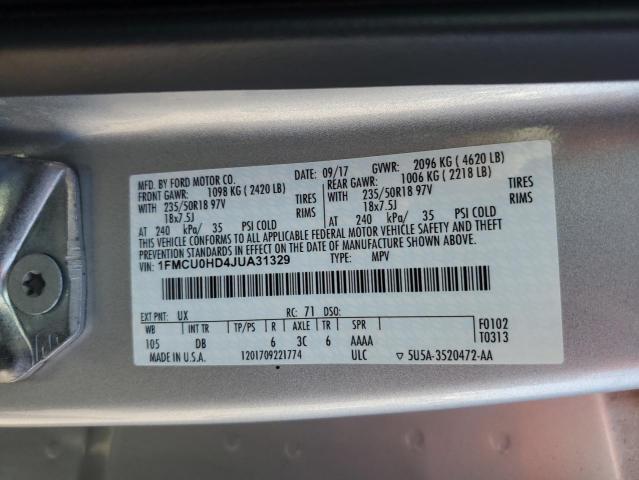 MFD. BY FORD MOTOR CO. 09/17 GVWR: 2096 KG ( 4620 LB)
FRONT GAWR: 1098 KG ( 2420 LB) REAR GAWR: 1006 KG ( 2218 LB)
WITH 235/50R18 97V TIRES WITH 235/50R18 97V TIRES
18x7.5J RIMS 18x7.5J RIMS
AT 240 kPa/ 35 PSI COLD AT 240 kPa/ 35 PSI COLD
THIS VEHICLE CONFORMS TO ALL APPLICABLE FEDERAL MOTOR VEHICLE SAFETY AND THEFT
PREVENTION STANDARDS IN EFFECT ON THE DATE OF MANUFACTURE SHOWN ABOVE.
VIN: 1FMCU0HD4JUA31329 TYPE: MPV
EXT PNT: UX RC: 71 DSO:
WB INT TR TP/PS R AXLE TR SPR F0102
105 DB 6 3C 6 AAAA T0313
MADE IN U.S.A. 1201709221774 ULC ▽ 5U5A-3520472-AA